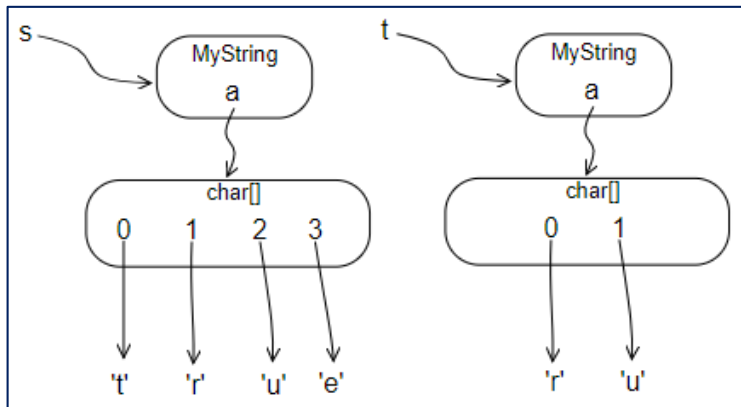 s t
MyString MyString
a a
char[] char[]
0 1 2 3 0 1
't' 'r' 'u' 'e' 'r' 'u'